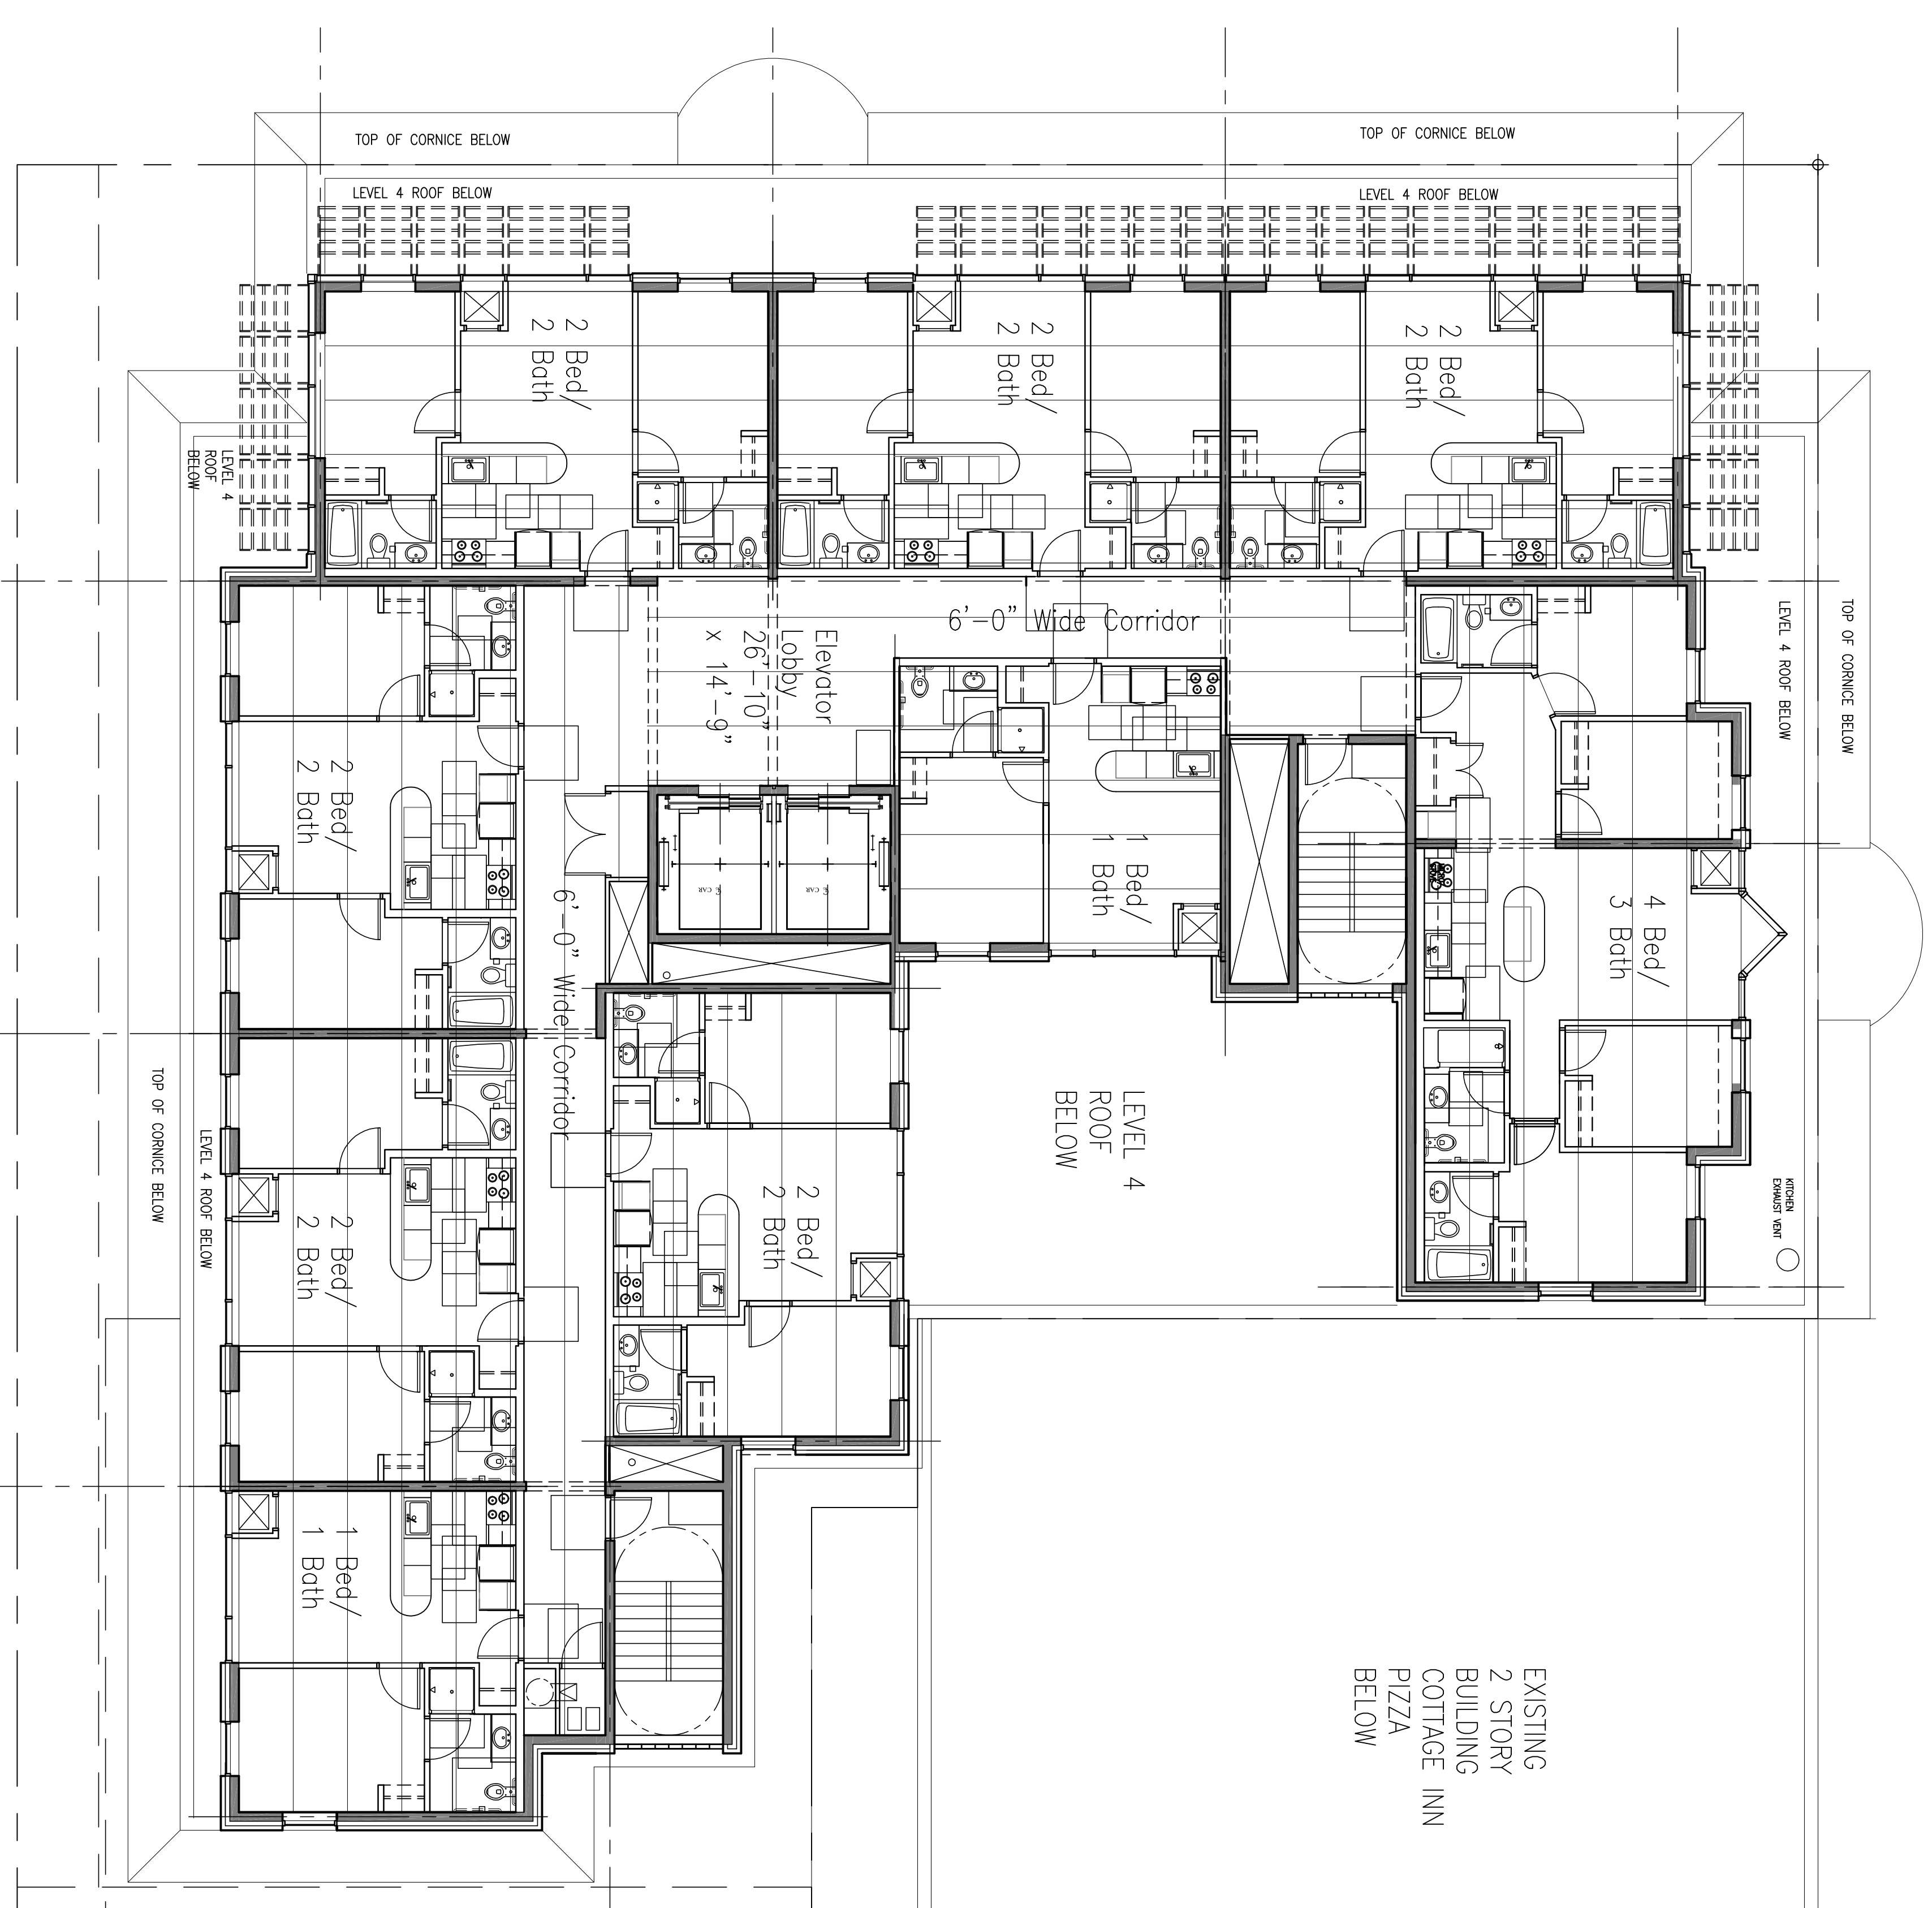 TOP OF CORNICE BELOW
TOP OF CORNICE BELOW
LEVEL 4 ROOF BELOW
LEVEL 4 ROOF BELOW
2 Bed/
2 Bath
2 Bed/
2 Bath
2 Bed/
2 Bath
LEVEL 4
ROOF
BELOW
6'-0" Wide Corridor
Elevator
Lobby
26'-10"
x 14'-9"
TOP OF CORNICE BELOW
LEVEL 4 ROOF BELOW
2 Bed/
2 Bath
1 Bed/
1 Bath
4 Bed/
3 Bath
CAR
CAR
6'-0" Wide Corridor
TOP OF CORNICE BELOW
LEVEL 4 ROOF BELOW
LEVEL 4
ROOF
BELOW
2 Bed/
2 Bath
2 Bed/
2 Bath
KITCHEN
EXHAUST VENT
1 Bed/
1 Bath
EXISTING
2 STORY
BUILDING
COTTAGE INN
PIZZA
BELOW